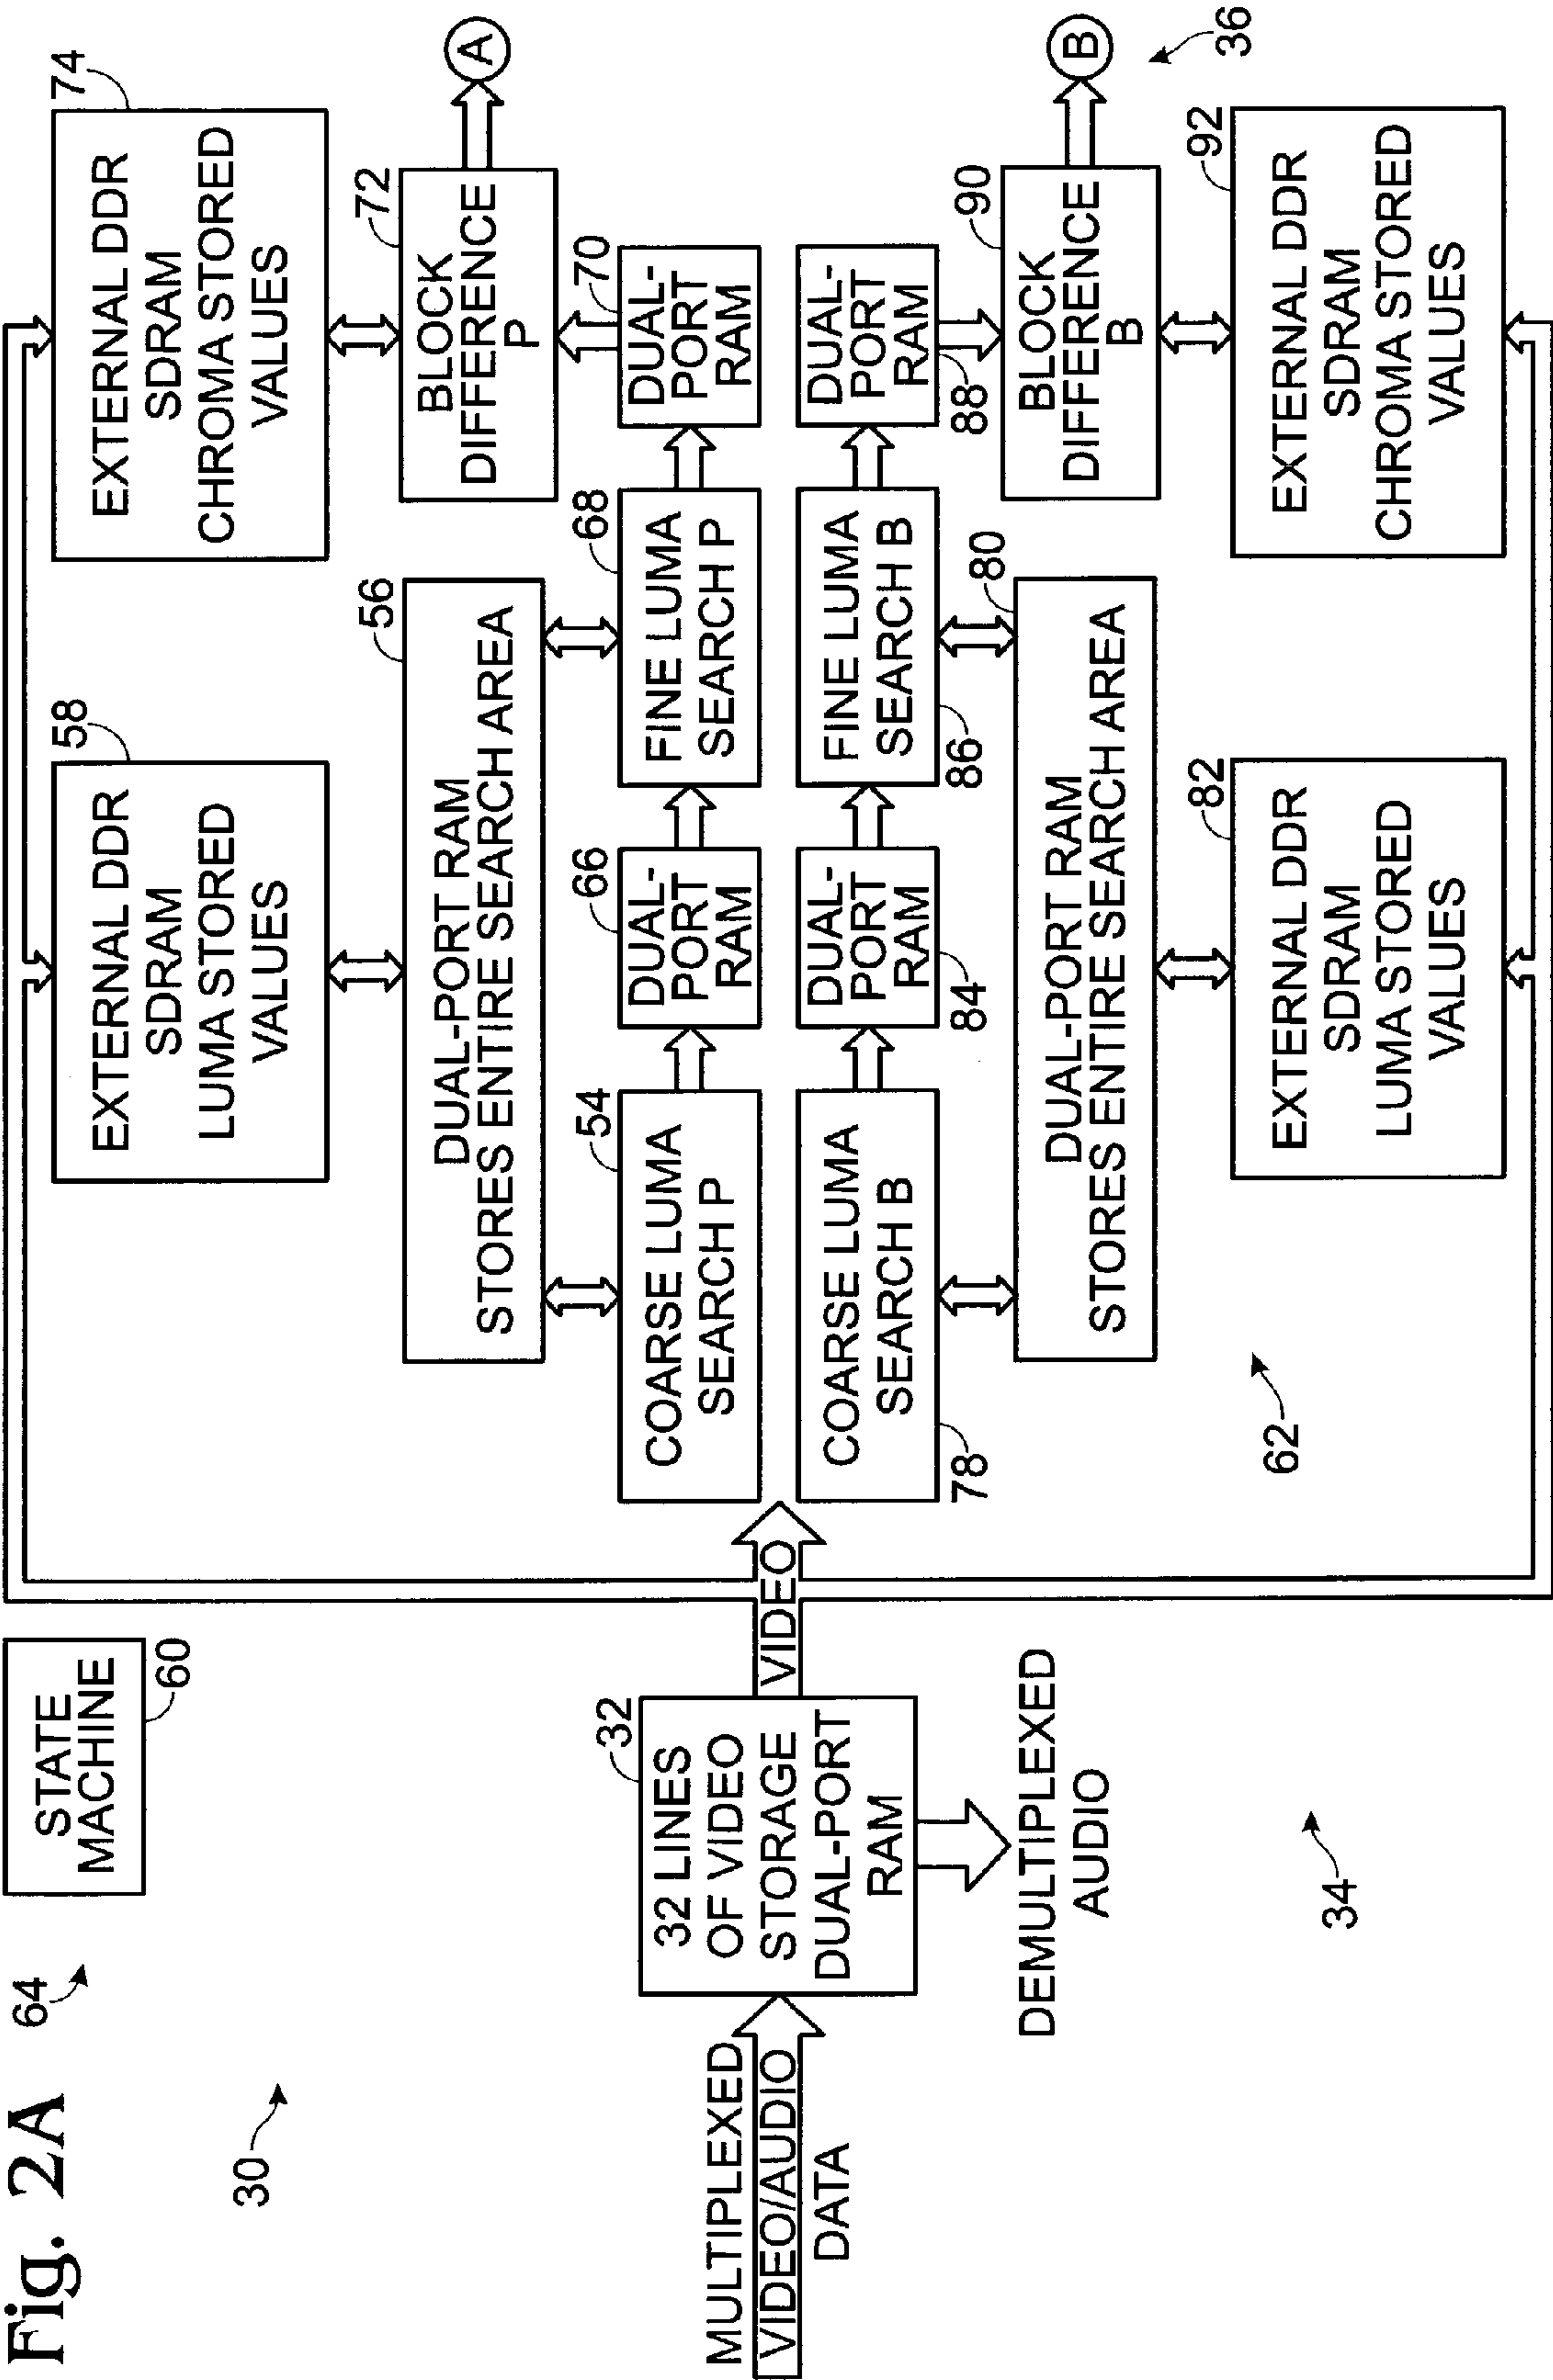 Fig. 2A
64
STATE
MACHINE
60
30
MULTIPLEXED
VIDEO/AUDIO
DATA
32 LINES
OF VIDEO
STORAGE
DUAL-PORT
RAM
32
VIDEO
DEMULTIPLEXED
AUDIO
34
EXTERNAL DDR
SDRAM
LUMA STORED
VALUES
58
EXTERNAL DDR
SDRAM
CHROMA STORED
VALUES
74
DUAL-PORT RAM
STORES ENTIRE SEARCH AREA
56
BLOCK
DIFFERENCE
P
72
A
COARSE LUMA
SEARCH P
54
DUAL-
PORT
RAM
66
FINE LUMA
SEARCH P
68
DUAL-
PORT
RAM
70
COARSE LUMA
SEARCH B
78
DUAL-
PORT
RAM
84
FINE LUMA
SEARCH B
86
DUAL-
PORT
RAM
88
DUAL-PORT RAM
STORES ENTIRE SEARCH AREA
80
BLOCK
DIFFERENCE
B
90
B
62
EXTERNAL DDR
SDRAM
LUMA STORED
VALUES
82
EXTERNAL DDR
SDRAM
CHROMA STORED
VALUES
92
36